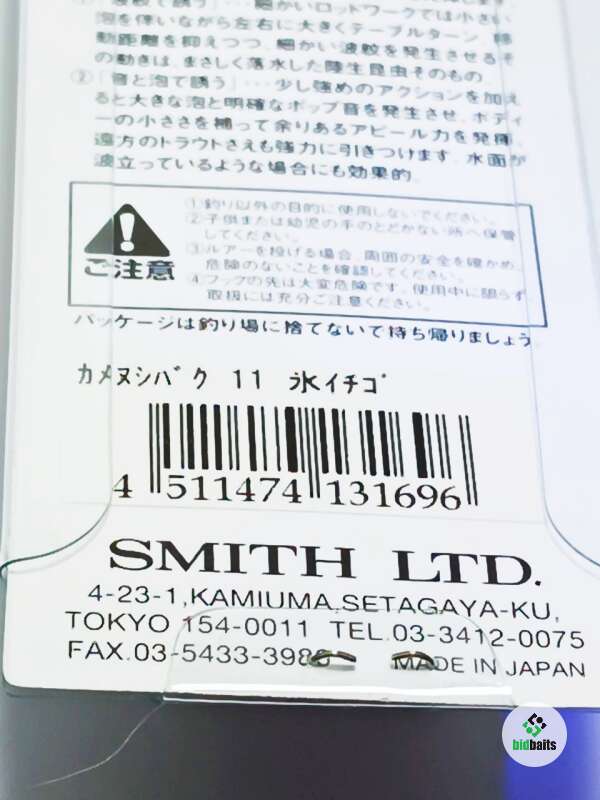 を使いながら左右に大きくテーブルターン、移
動距離を抑えつつ、細かい波紋を発生させるそ
の動きは、まさしく落水した陸生昆虫そのもの。
②「音と泡で誘う」…少し強めのアクションを加え
ると大きな泡と明確なポップ音を発生させ、ボディ
ーの小ささを補って余りあるアピール力を発揮、
遠方のトラウトさえも強力に引きつけます。水面が
波立っているような場合にも効果的。
ご注意
①釣り以外の目的に使用しないでください。
②子供または幼児の手のとどかない所へ保管
してください。
③ルアーを投げる場合、周囲の安全を確かめ、
危険のないことを確認してください。
④フックの先は大変危険です。使用中に限らず
取扱には充分ご注意ください。
パッケージは釣り場に捨てないで持ち帰りましょう。
カメヌシバク 11 氷イチゴ
4 511474 131696
SMITH LTD.
4-23-1,KAMIUMA,SETAGAYA-KU,
TOKYO 154-0011 TEL.03-3412-0075
FAX.03-5433-398
MADE IN JAPAN
bidbaits